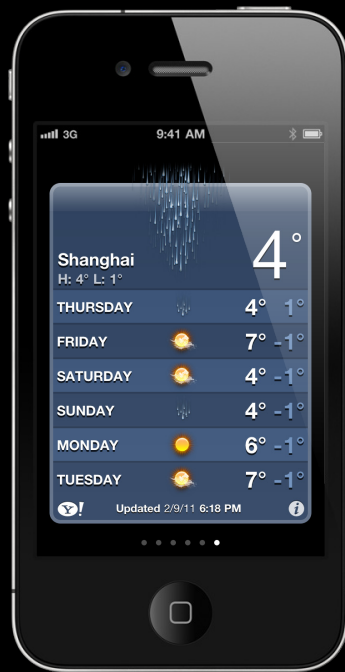 3G 9:41 AM
Shanghai 4°
H: 4° L: 1°
THURSDAY 4° 1°
FRIDAY 7° -1°
SATURDAY 4° -1°
SUNDAY 4° -1°
MONDAY 6° -1°
TUESDAY 7° -1°
Y! Updated 2/9/11 6:18 PM i